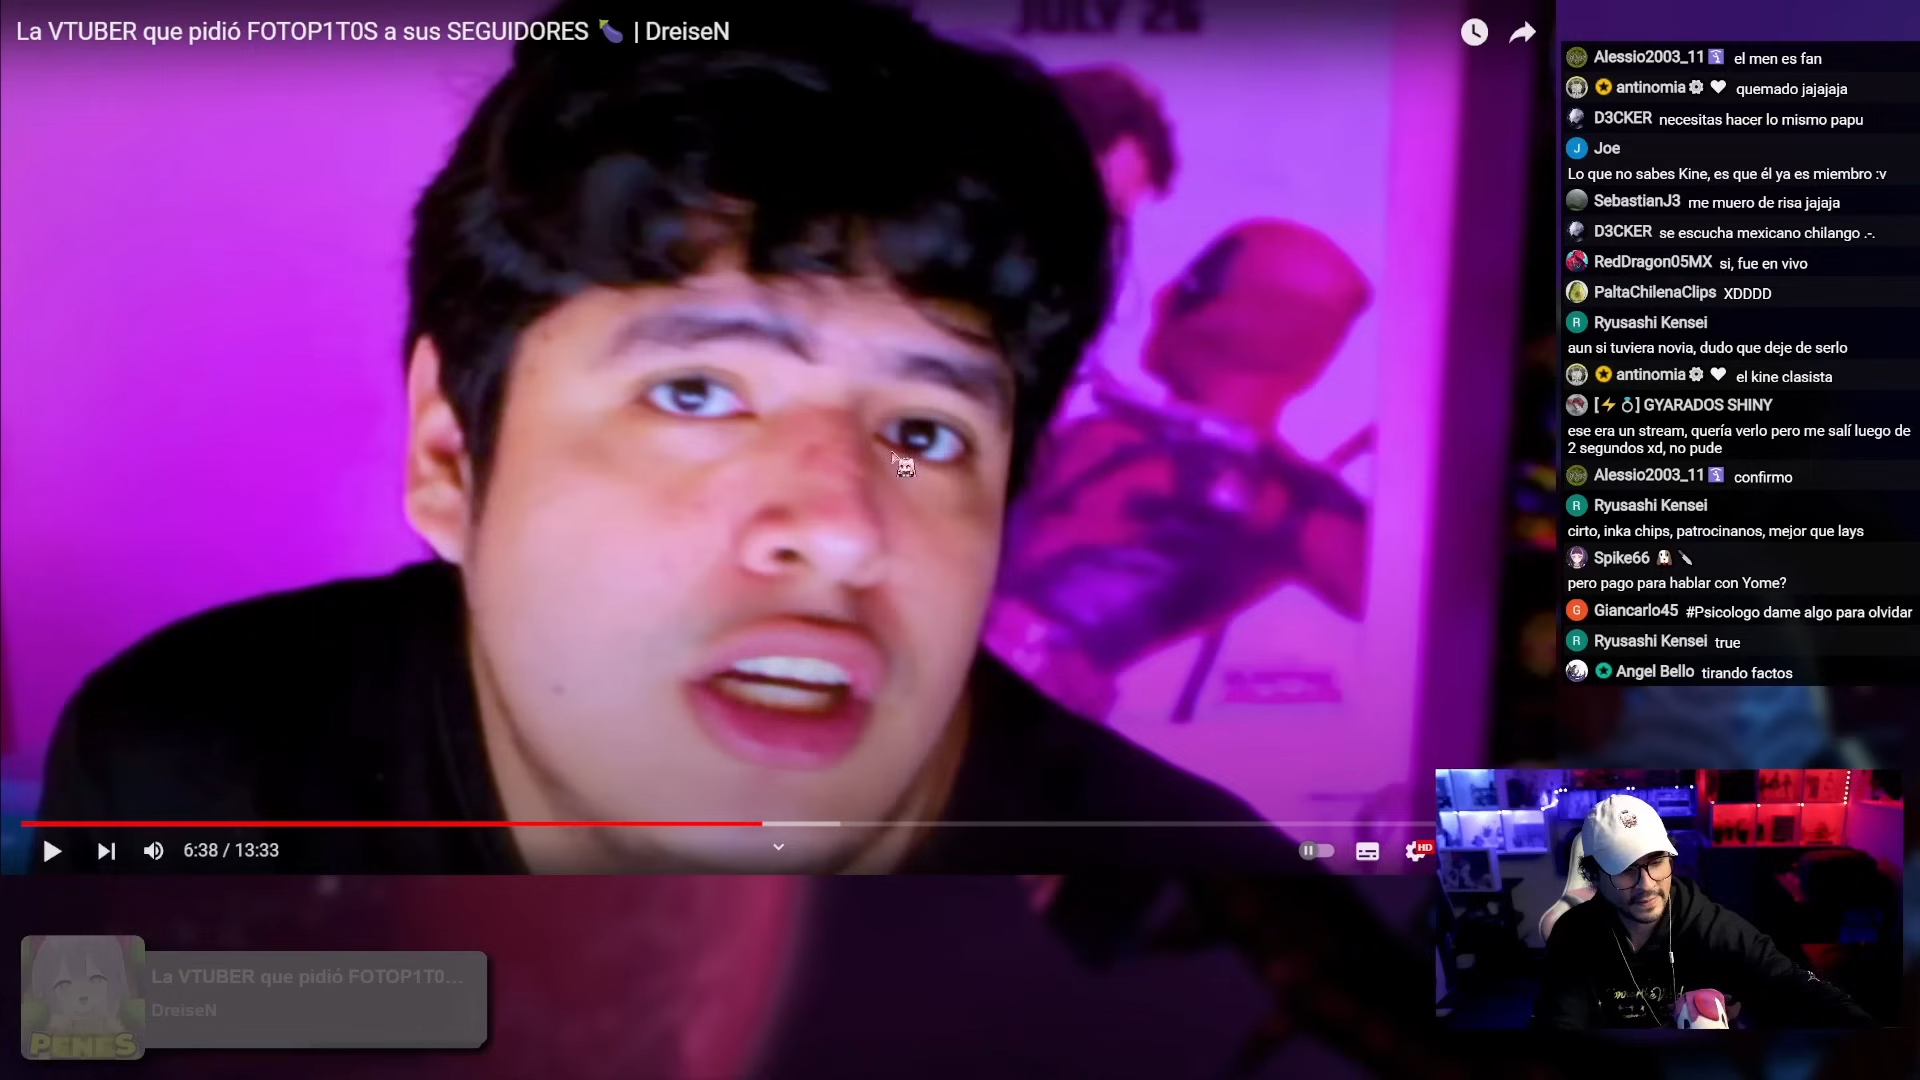 La VTUBER que pidió FOTOP1T0S a sus SEGUIDORES 🍆 | DreiseN
JULY 26
6:38 / 13:33
HD
La VTUBER que pidió FOTOP1T0...
DreiseN
PENES
Alessio2003_11 el men es fan
antinomia quemado jajajaja
D3CKER necesitas hacer lo mismo papu
J Joe
Lo que no sabes Kine, es que él ya es miembro :v
SebastianJ3 me muero de risa jajaja
D3CKER se escucha mexicano chilango .-.
RedDragon05MX si, fue en vivo
PaltaChilenaClips XDDDD
R Ryusashi Kensei
aun si tuviera novia, dudo que deje de serlo
antinomia el kine clasista
[⚡💍] GYARADOS SHINY
ese era un stream, quería verlo pero me salí luego de
2 segundos xd, no pude
Alessio2003_11 confirmo
R Ryusashi Kensei
cirto, inka chips, patrocinanos, mejor que lays
Spike66
pero pago para hablar con Yome?
G Giancarlo45 #Psicologo dame algo para olvidar
R Ryusashi Kensei true
Angel Bello tirando factos